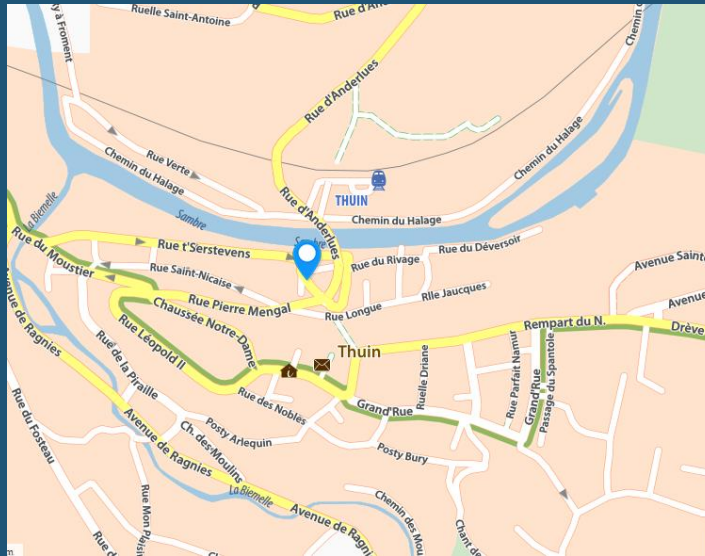 Ruelle Saint-Antoine
Rue d'An
y à Froment
Chemin d
Rue d'Anderlues
Rue Verte
Chemin du Halage
Chemin du Halage
THUIN
Rue d'Anderlues
Chemin du Halage
Sambre
Sambre
La Biemelle
Rue du Déversoir
Rue t'Serstevens
Rue du Moustier
Rue du Rivage
Avenue Sainte
Rue Saint-Nicaise
Rlle Jaucques
Avenue
Rue Pierre Mengal
Rue Longue
Chaussée Notre-Dame
Rempart du N.
Drève
Avenue de Ragnies
Rue Léopold II
Thuin
Rue de la Piraille
Ruelle Driane
Rue Parfait Namur
Grand'Rue
Passage du Spantole
Rue des Nobles
Grand'Rue
Rue du Fosteau
Avenue de Ragnies
Posty Arlequin
Ch. des Moulins
Posty Bury
La Biemelle
Rue Mon Plaisi
Chemin des Mou
Avenue de Ragni
Chant de
Rue d
m